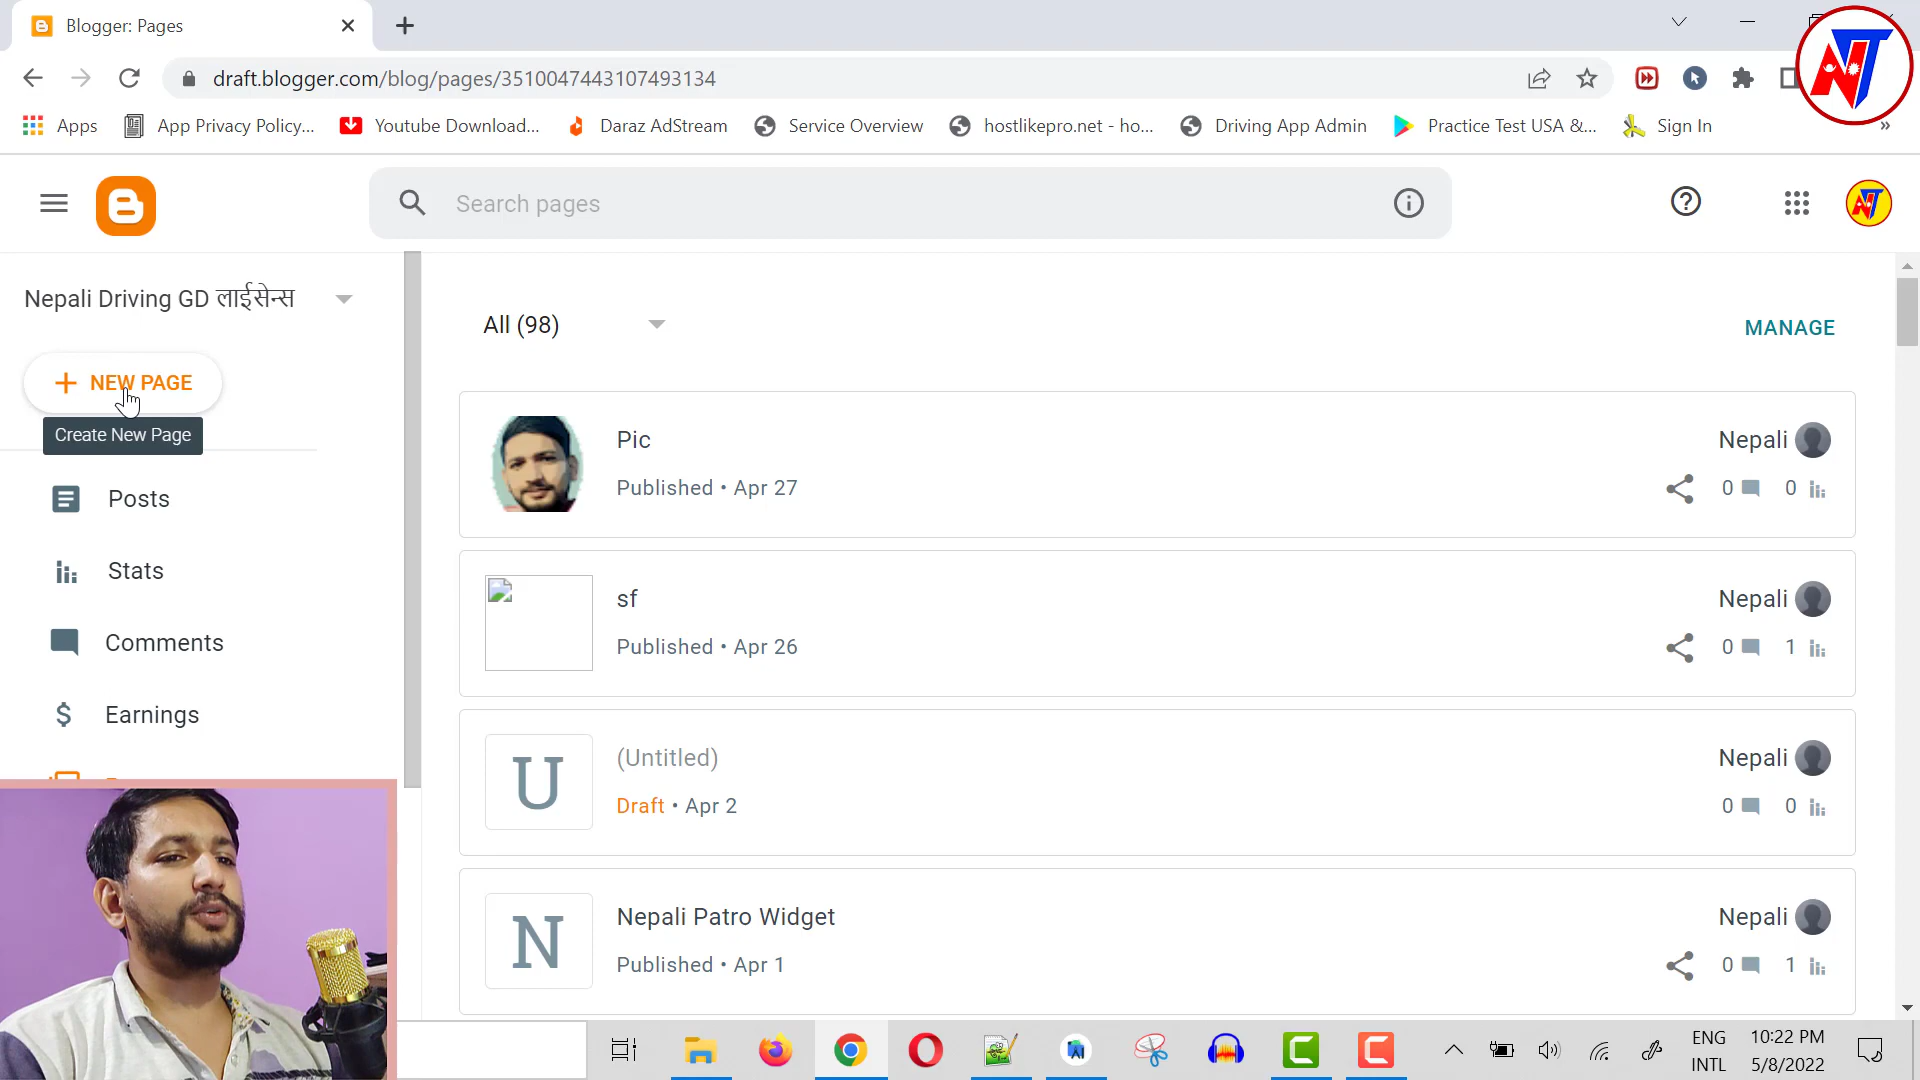 Blogger: Pages
draft.blogger.com/blog/pages/3510047443107493134
Apps
App Privacy Policy...
Youtube Download...
Daraz AdStream
Service Overview
hostlikepro.net - ho...
Driving App Admin
Practice Test USA &...
Sign In
»
NT
Search pages
Nepali Driving GD लाईसेन्स
All (98)
MANAGE
NEW PAGE
Create New Page
Posts
Stats
Comments
Earnings
Pic
Published • Apr 27
Nepali
0 0
sf
Published • Apr 26
Nepali
0 1
U
(Untitled)
Draft • Apr 2
Nepali
0 0
N
Nepali Patro Widget
Published • Apr 1
Nepali
0 1
ENG
INTL
10:22 PM
5/8/2022